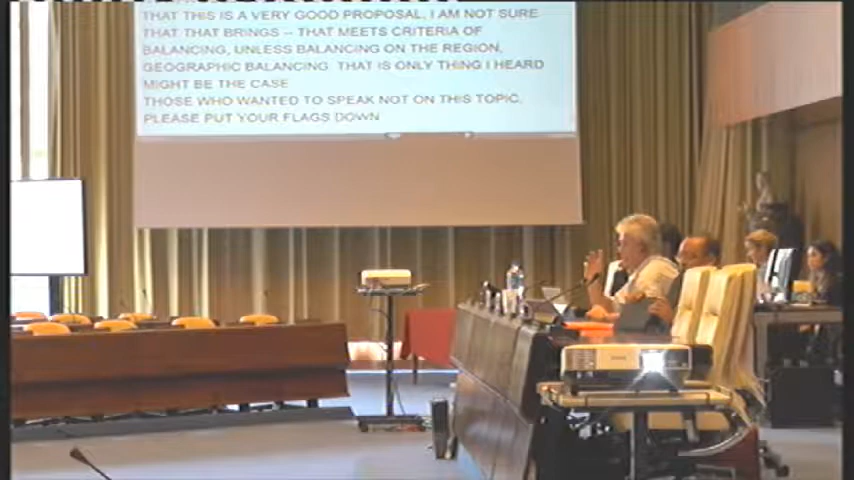 THAT THIS IS A VERY GOOD PROPOSAL, I AM NOT SURE
THAT THAT BRINGS -- THAT MEETS CRITERIA OF
BALANCING, UNLESS BALANCING ON THE REGION,
GEOGRAPHIC BALANCING. THAT IS ONLY THING I HEARD
MIGHT BE THE CASE
THOSE WHO WANTED TO SPEAK NOT ON THIS TOPIC,
PLEASE PUT YOUR FLAGS DOWN